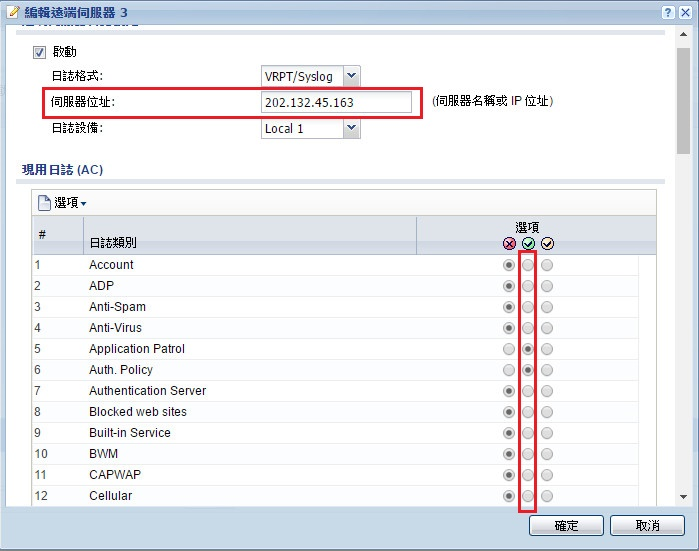 編輯遠端伺服器 3
啟動
日誌格式: VRPT/Syslog
伺服器位址: 202.132.45.163 (伺服器名稱或 IP 位址)
日誌設備: Local 1
現用日誌 (AC)
選項
# 日誌類別 選項
1 Account
2 ADP
3 Anti-Spam
4 Anti-Virus
5 Application Patrol
6 Auth. Policy
7 Authentication Server
8 Blocked web sites
9 Built-in Service
10 BWM
11 CAPWAP
12 Cellular
確定 取消